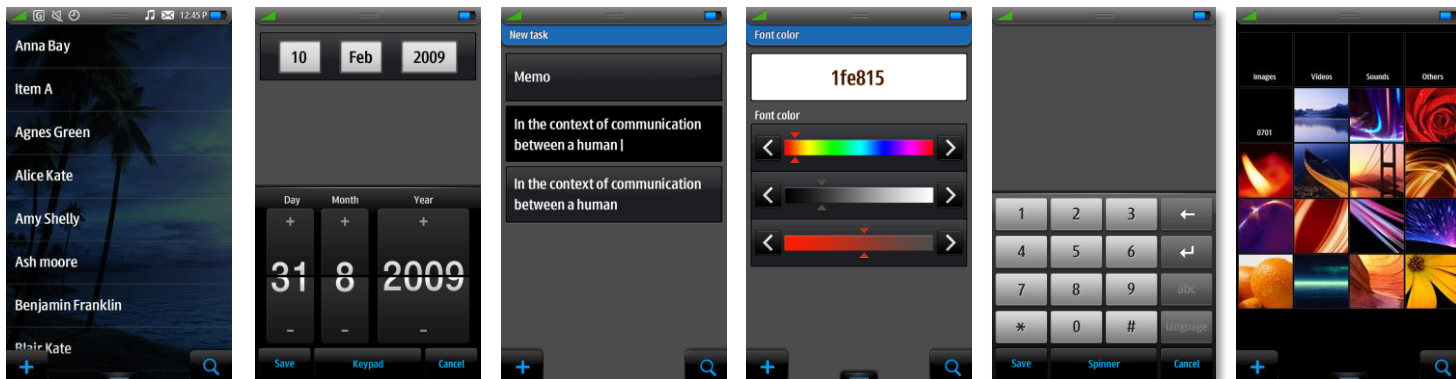 G 12:45 P
Anna Bay
Item A
Agnes Green
Alice Kate
Amy Shelly
Ash moore
Benjamin Franklin
Blair Kate
10 Feb 2009
Day Month Year
+ + +
31 8 2009
- - -
Save Keypad Cancel
New task
Memo
In the context of communication
between a human
In the context of communication
between a human
Font color
1fe815
Font color
1 2 3
4 5 6
7 8 9 abc
* 0 # language
Save Spinner Cancel
Images Videos Sounds Others
0701